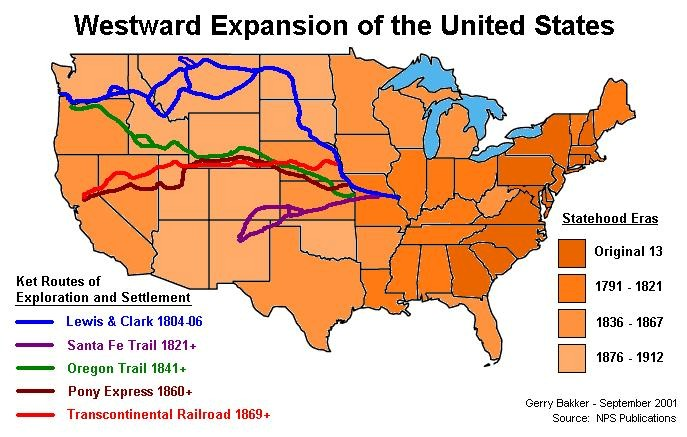 Westward Expansion of the United States
Statehood Eras
Original 13
1791 - 1821
1836 - 1867
1876 - 1912
Ket Routes of
Exploration and Settlement
Lewis & Clark 1804-06
Santa Fe Trail 1821+
Oregon Trail 1841+
Pony Express 1860+
Transcontinental Railroad 1869+
Gerry Bakker - September 2001
Source:  NPS Publications